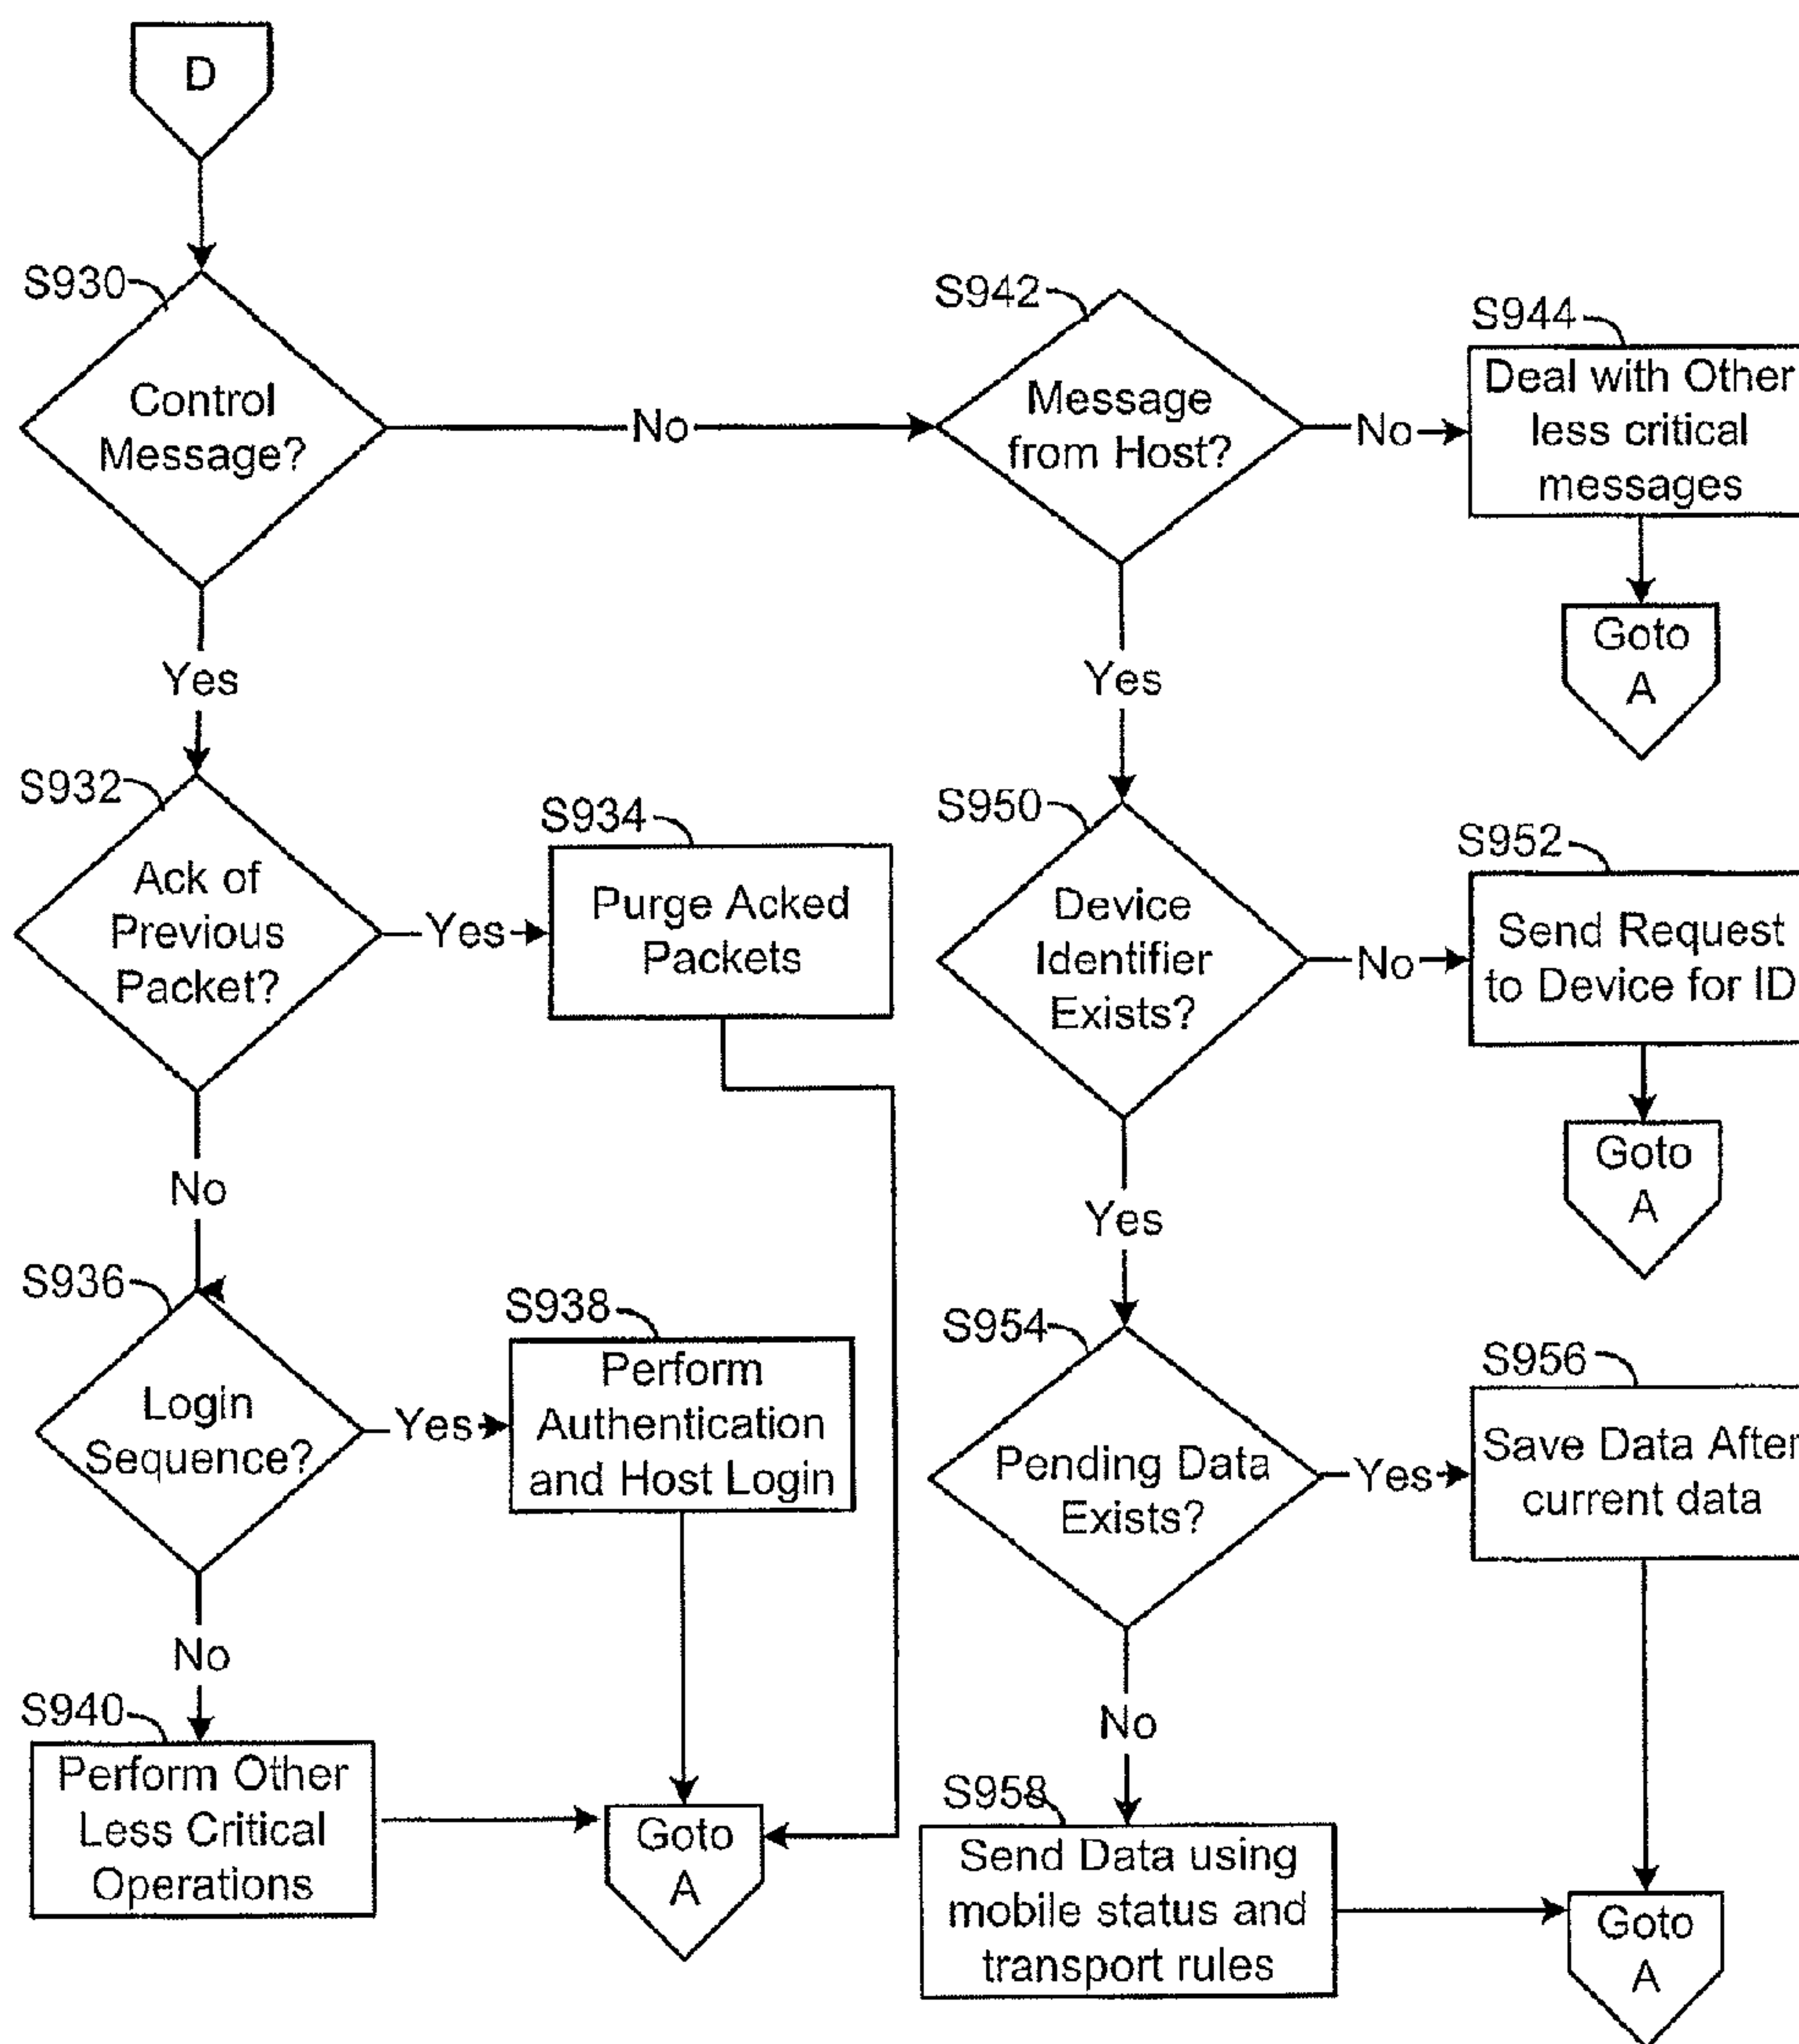 D
S930
Control
Message?
No
S942
Message
from Host?
No
S944
Deal with Other
less critical
messages
Goto
A
Yes
Yes
S932
Ack of
Previous
Packet?
Yes
S934
Purge Acked
Packets
S950
Device
Identifier
Exists?
No
S952
Send Request
to Device for ID
Goto
A
No
Yes
S936
Login
Sequence?
Yes
S938
Perform
Authentication
and Host Login
S954
Pending Data
Exists?
Yes
S956
Save Data After
current data
No
No
S940
Perform Other
Less Critical
Operations
Goto
A
S958
Send Data using
mobile status and
transport rules
Goto
A